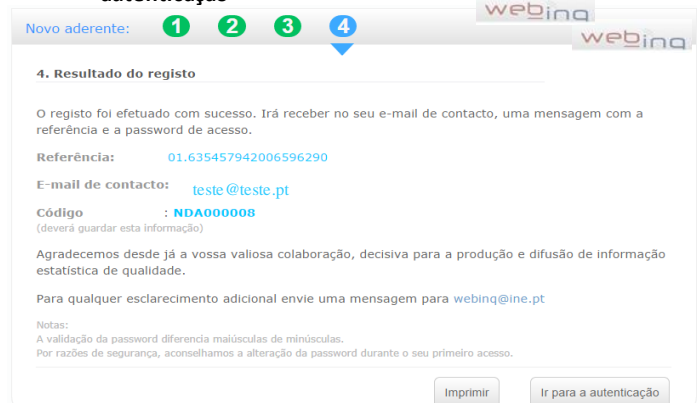 autenticação
webinq
webinq
Novo aderente: 1 2 3 4
4. Resultado do registo
O registo foi efetuado com sucesso. Irá receber no seu e-mail de contacto, uma mensagem com a
referência e a password de acesso.
Referência: 01.635457942006596290
E-mail de contacto: teste@teste.pt
Código : NDA000008
(deverá guardar esta informação)
Agradecemos desde já a vossa valiosa colaboração, decisiva para a produção e difusão de informação
estatística de qualidade.
Para qualquer esclarecimento adicional envie uma mensagem para webinq@ine.pt
Notas:
A validação da password diferencia maiúsculas de minúsculas.
Por razões de segurança, aconselhamos a alteração da password durante o seu primeiro acesso.
Imprimir Ir para a autenticação